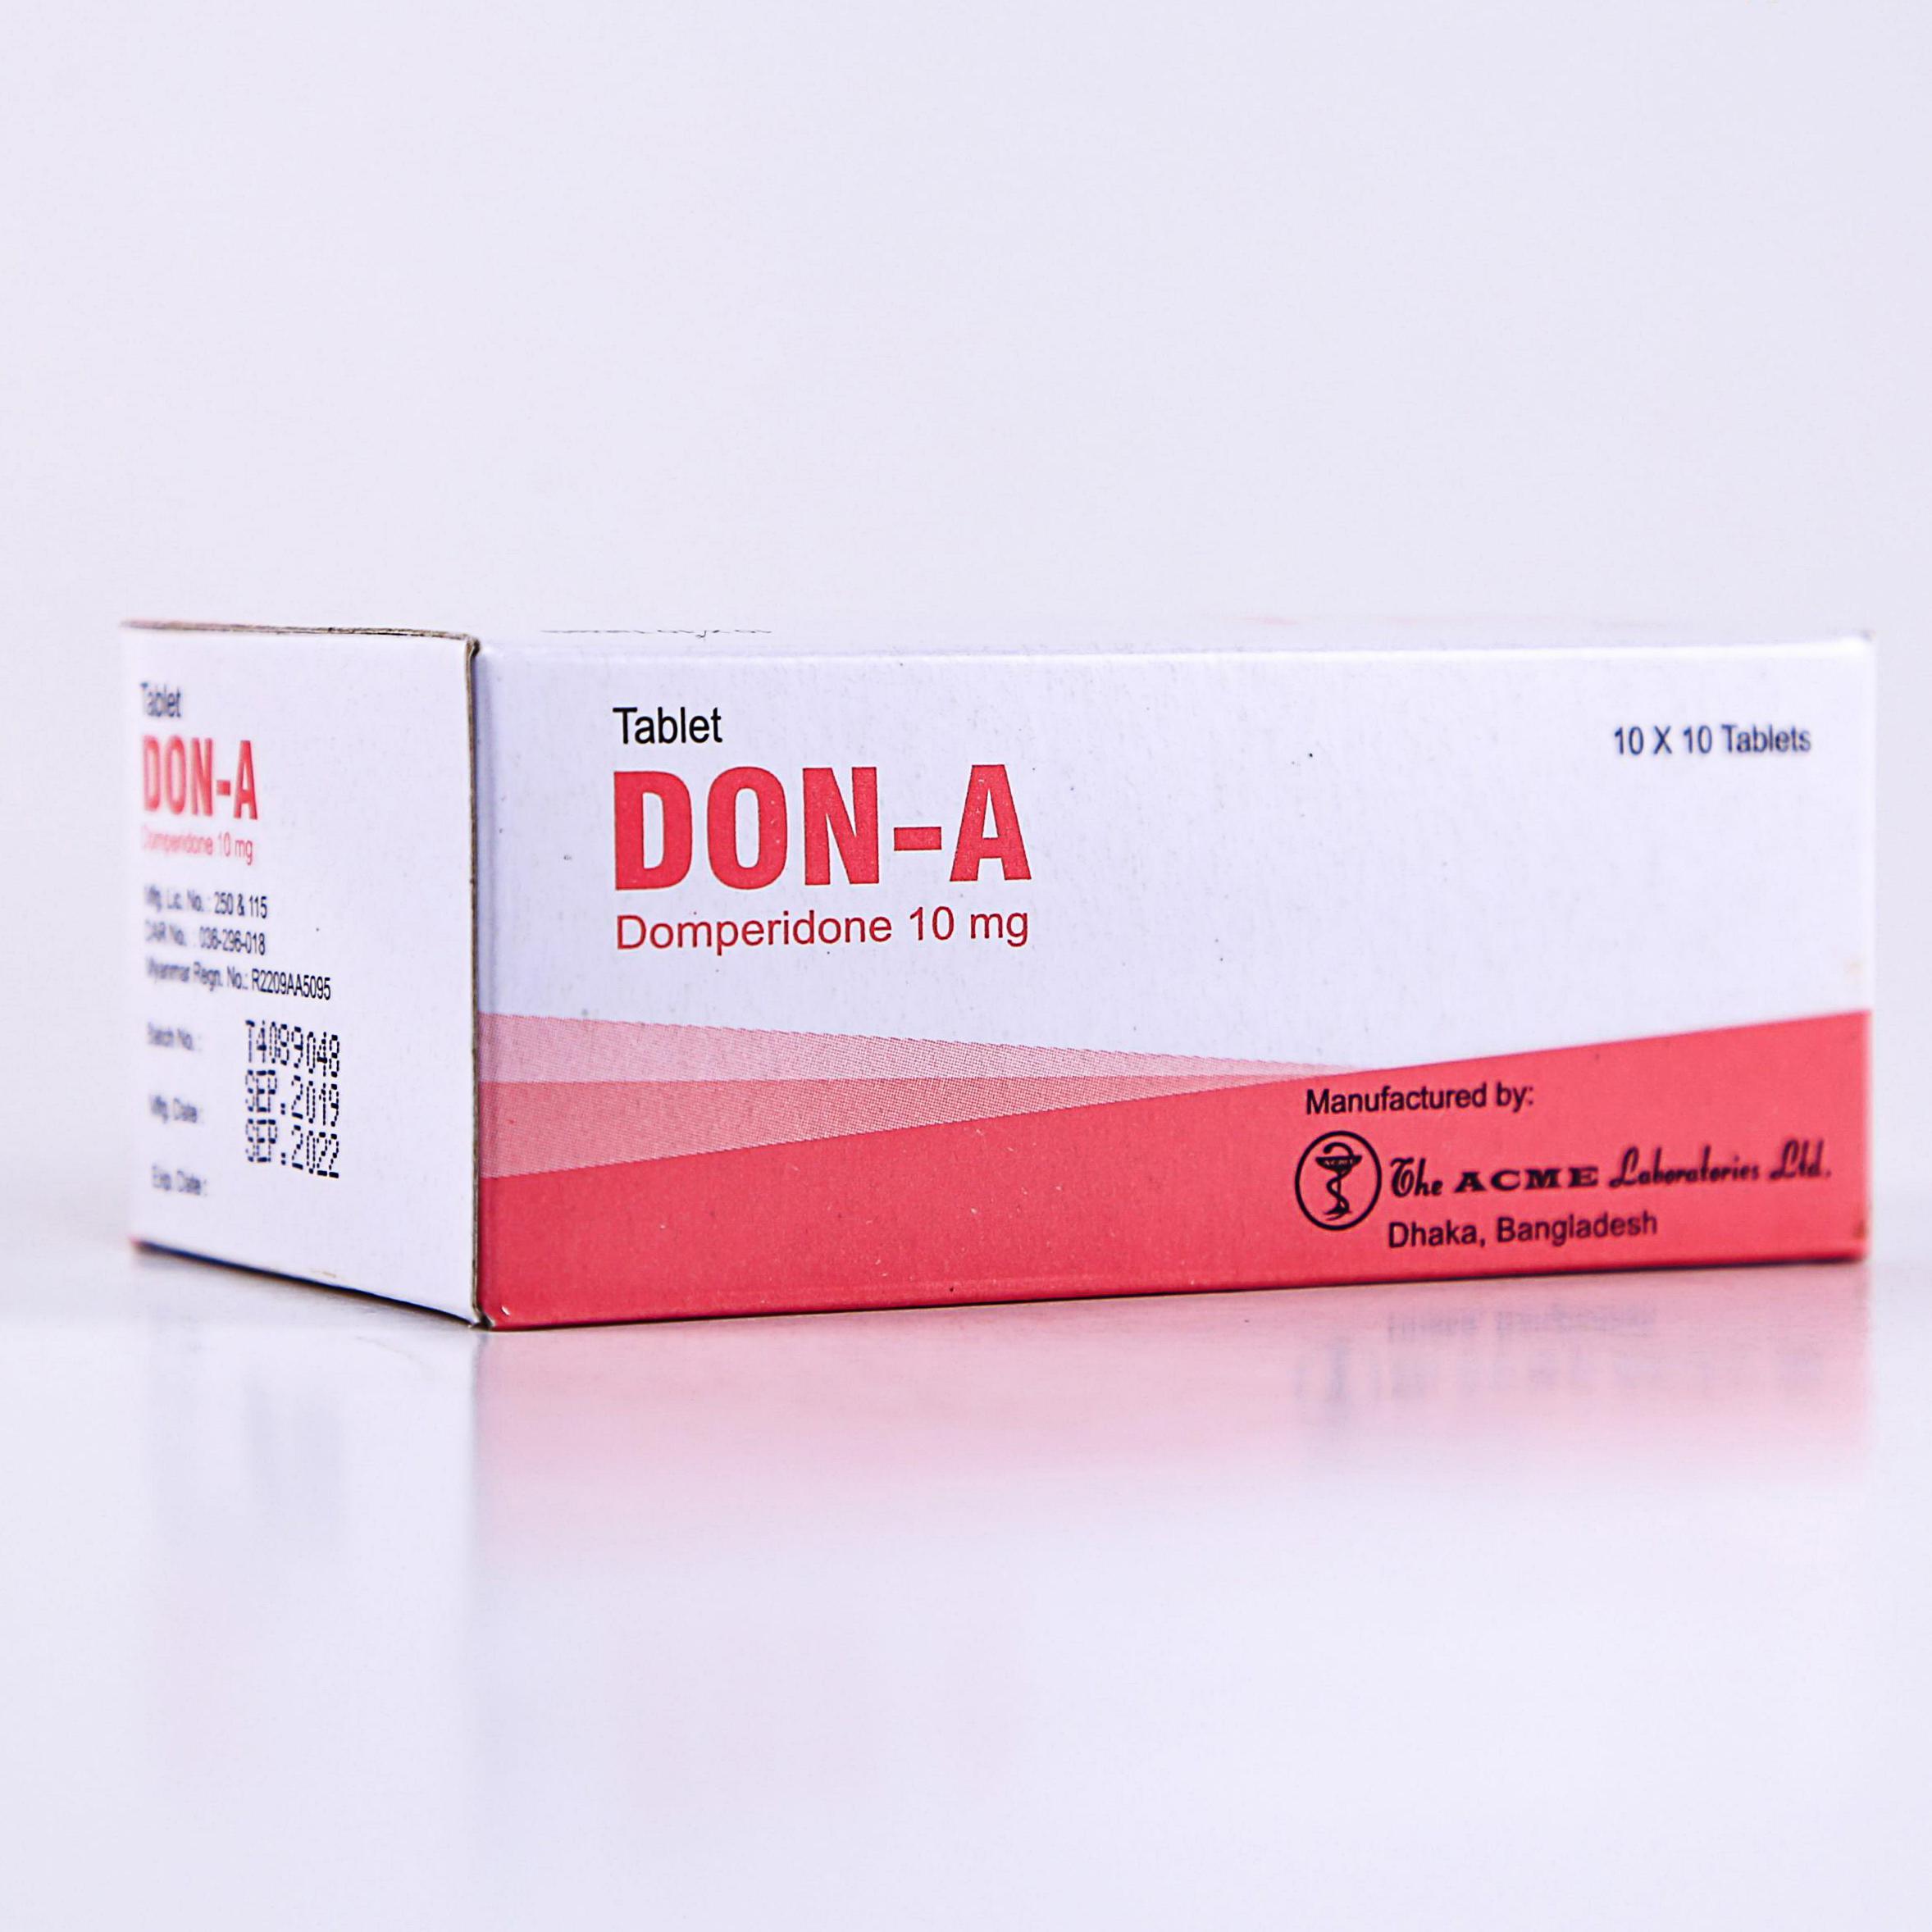 Tablet
DON-A
Domperidone 10 mg
Mfg. Lic. No. : 250 & 115
DAR No. : 036-296-018
Myanmar Regn. No.: R2209AA5095
Batch No. : T4089048
Mfg. Date : SEP.2019
Exp. Date : SEP.2022
Tablet
DON-A
Domperidone 10 mg
10 X 10 Tablets
Manufactured by:
ACME
The ACME Laboratories Ltd.
Dhaka, Bangladesh